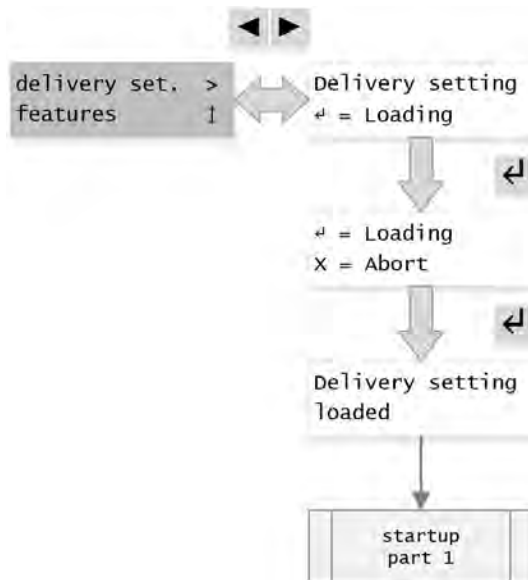 ◄ ►
delivery set. >
features ↕
Delivery setting
↵ = Loading
↵
↵ = Loading
X = Abort
↵
Delivery setting
loaded
startup
part 1